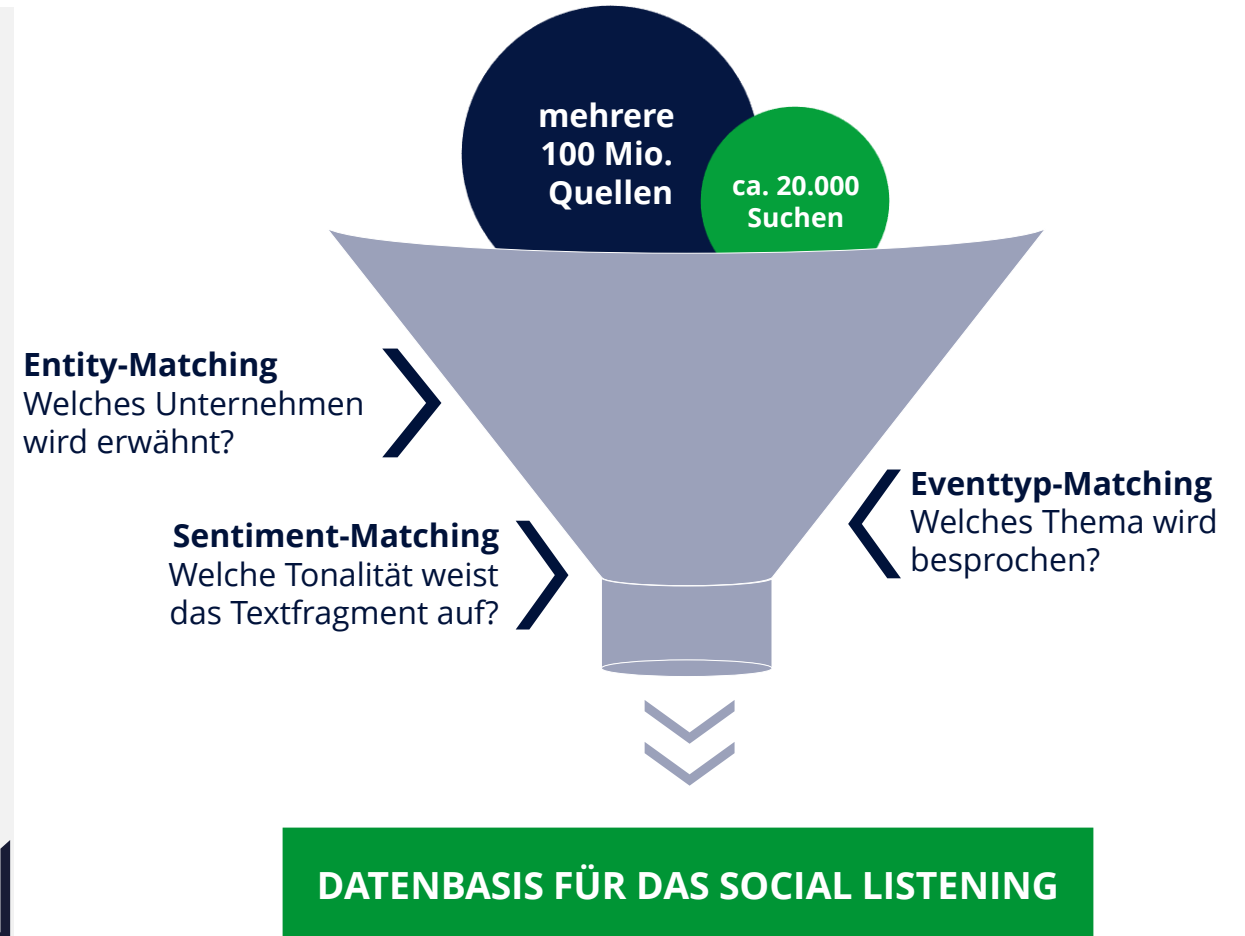 mehrere
100 Mio.
Quellen
ca. 20.000
Suchen
Entity-Matching
Welches Unternehmen
wird erwähnt?
Eventtyp-Matching
Welches Thema wird
besprochen?
Sentiment-Matching
Welche Tonalität weist
das Textfragment auf?
DATENBASIS FÜR DAS SOCIAL LISTENING